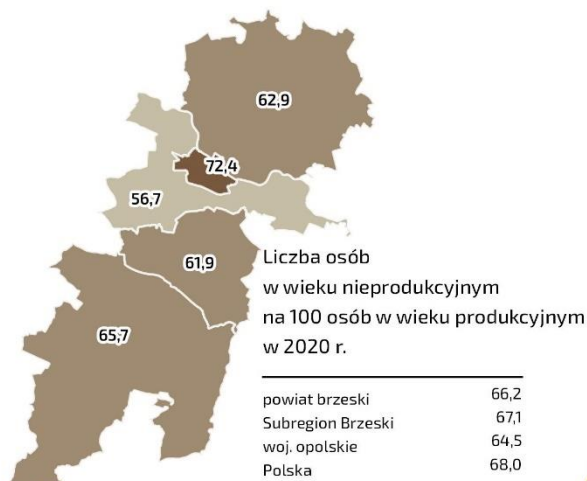 62,9
72,4
56,7
61,9
65,7
Liczba osób
w wieku nieprodukcyjnym
na 100 osób w wieku produkcyjnym
w 2020 r.
powiat brzeski 66,2
Subregion Brzeski 67,1
woj. opolskie 64,5
Polska 68,0